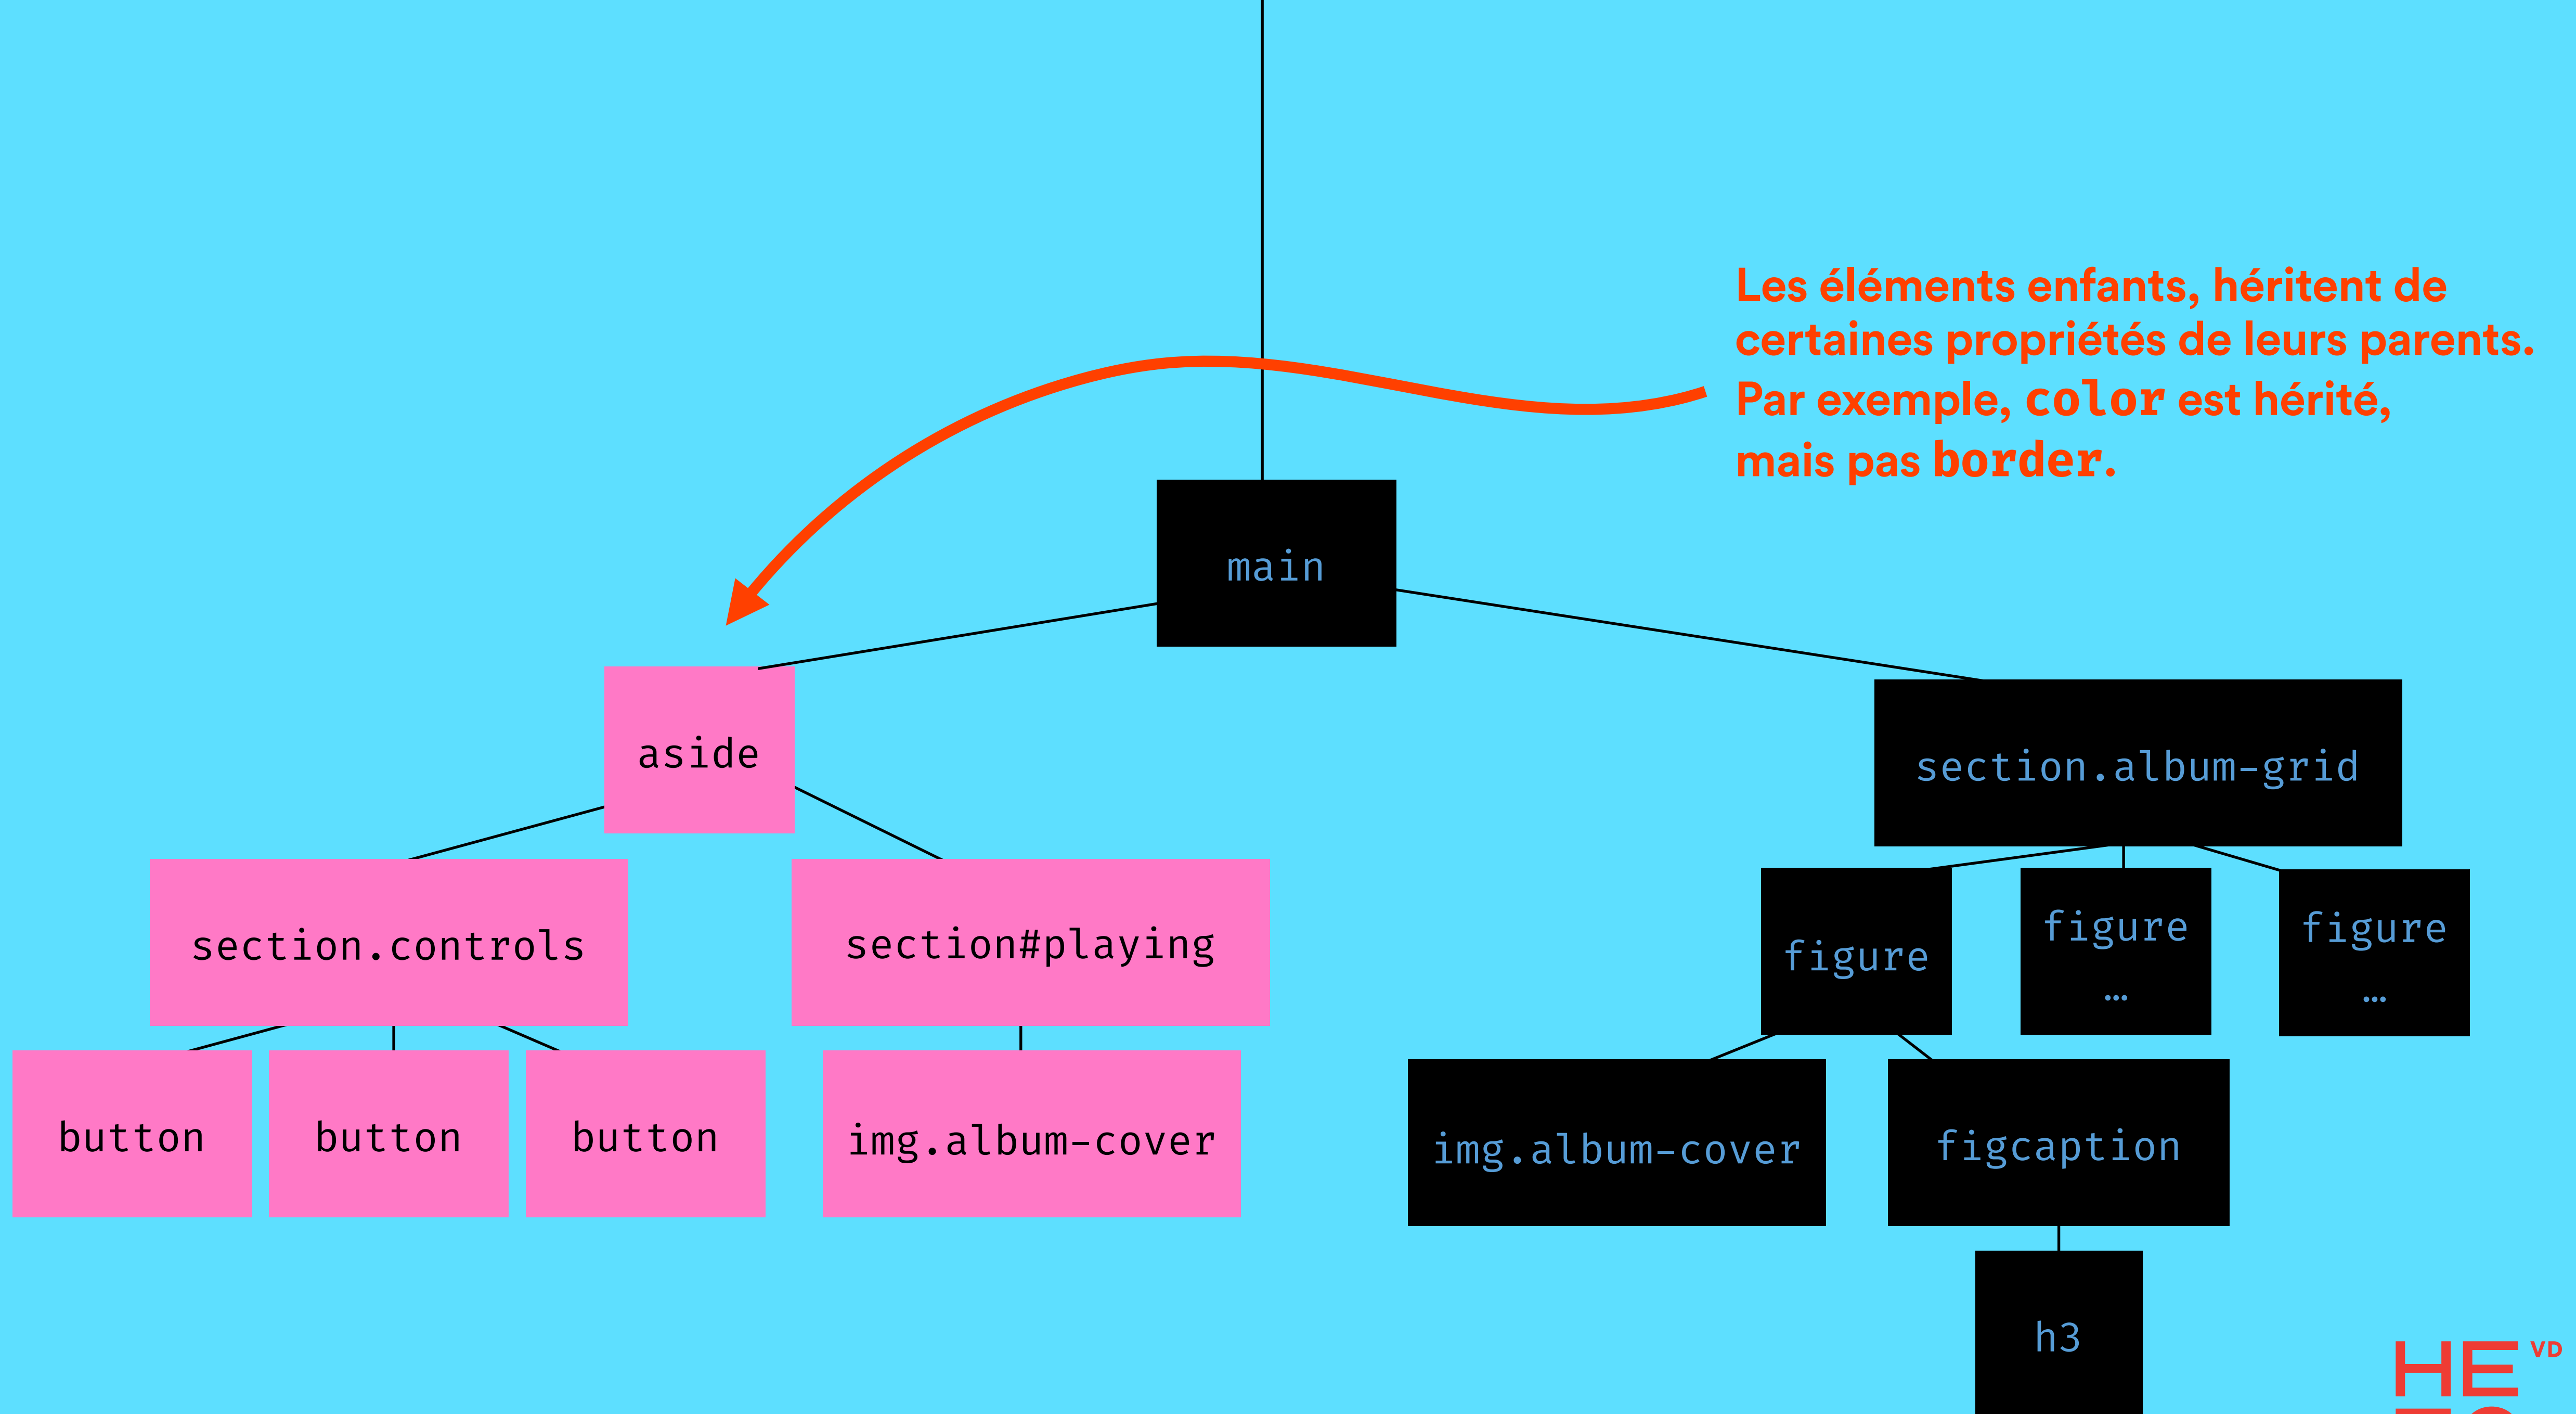 Les éléments enfants, héritent de
certaines propriétés de leurs parents.
Par exemple, color est hérité,
mais pas border.
main
aside
section.album-grid
section.controls
section#playing
figure
figure
…
figure
…
button
button
button
img.album-cover
img.album-cover
figcaption
h3
HE
VD